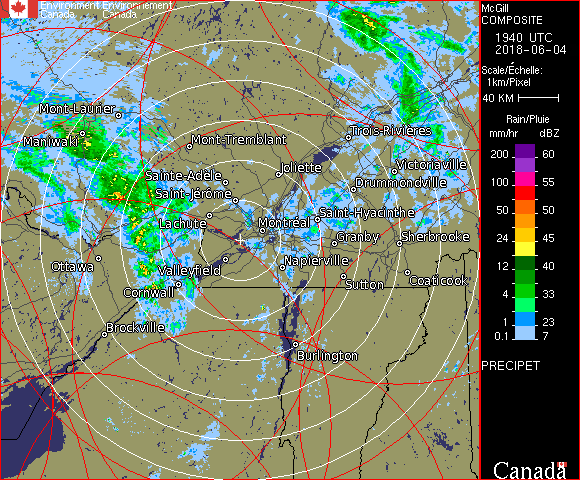 Environment Environnement
Canada Canada
McGill
COMPOSITE
1940 UTC
2018-06-04
Scale/Échelle:
1km/Pixel
40 KM
Rain/Pluie
mm/hr dBZ
200 60
100 55
50 50
24 45
12 40
4 33
1 23
0.1 7
PRECIPET
Canada
Mont-Laurier
Maniwaki
Mont-Tremblant
Trois-Rivières
Joliette
Victoriaville
Sainte-Adèle
Drummondville
Saint-Jérôme
Saint-Hyacinthe
Lachute
Montréal
Granby
Sherbrooke
Ottawa
Valleyfield
Napierville
Cornwall
Sutton
Coaticook
Brockville
Burlington